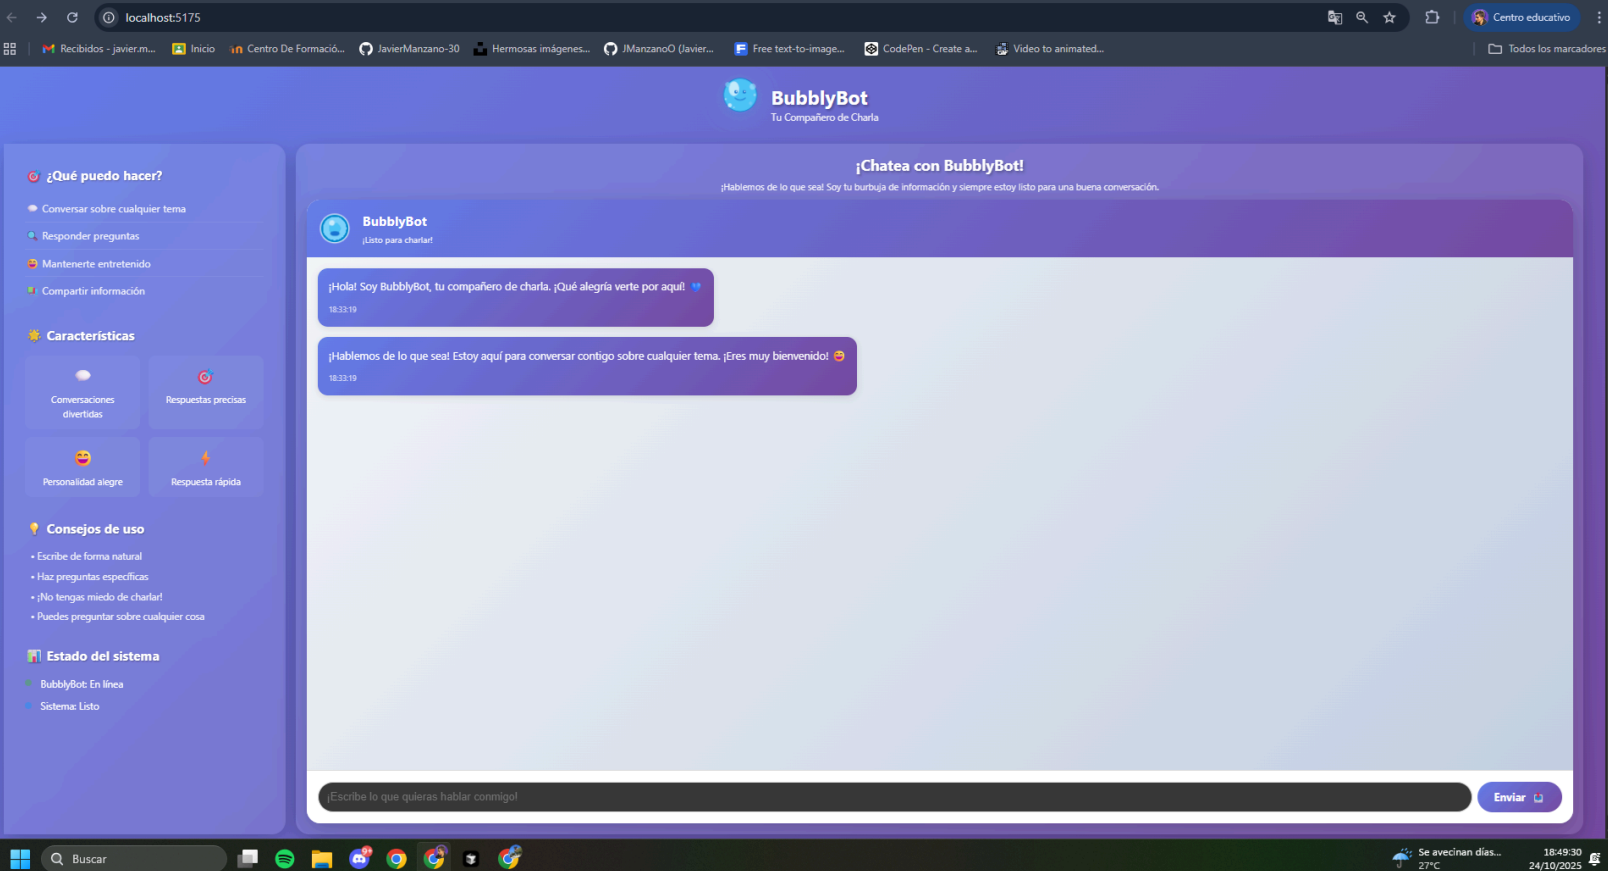 localhost:5175
Centro educativo
Recibidos - javier.m...
Inicio
Centro De Formació...
JavierManzano-30
Hermosas imágenes...
JManzanoO (Javier...
Free text-to-image...
CodePen - Create a...
Video to animated...
Todos los marcadores
BubblyBot
Tu Compañero de Charla
¿Qué puedo hacer?
Conversar sobre cualquier tema
Responder preguntas
Mantenerte entretenido
Compartir información
Características
Conversaciones
divertidas
Respuestas precisas
Personalidad alegre
Respuesta rápida
Consejos de uso
• Escribe de forma natural
• Haz preguntas específicas
• ¡No tengas miedo de charlar!
• Puedes preguntar sobre cualquier cosa
Estado del sistema
BubblyBot: En línea
Sistema: Listo
¡Chatea con BubblyBot!
¡Hablemos de lo que sea! Soy tu burbuja de información y siempre estoy listo para una buena conversación.
BubblyBot
¡Listo para charlar!
¡Hola! Soy BubblyBot, tu compañero de charla. ¡Qué alegría verte por aquí!
18:33:19
¡Hablemos de lo que sea! Estoy aquí para conversar contigo sobre cualquier tema. ¡Eres muy bienvenido!
18:33:19
¡Escribe lo que quieras hablar conmigo!
Enviar
Buscar
9+
Se avecinan días...
27°C
18:49:30
24/10/2025